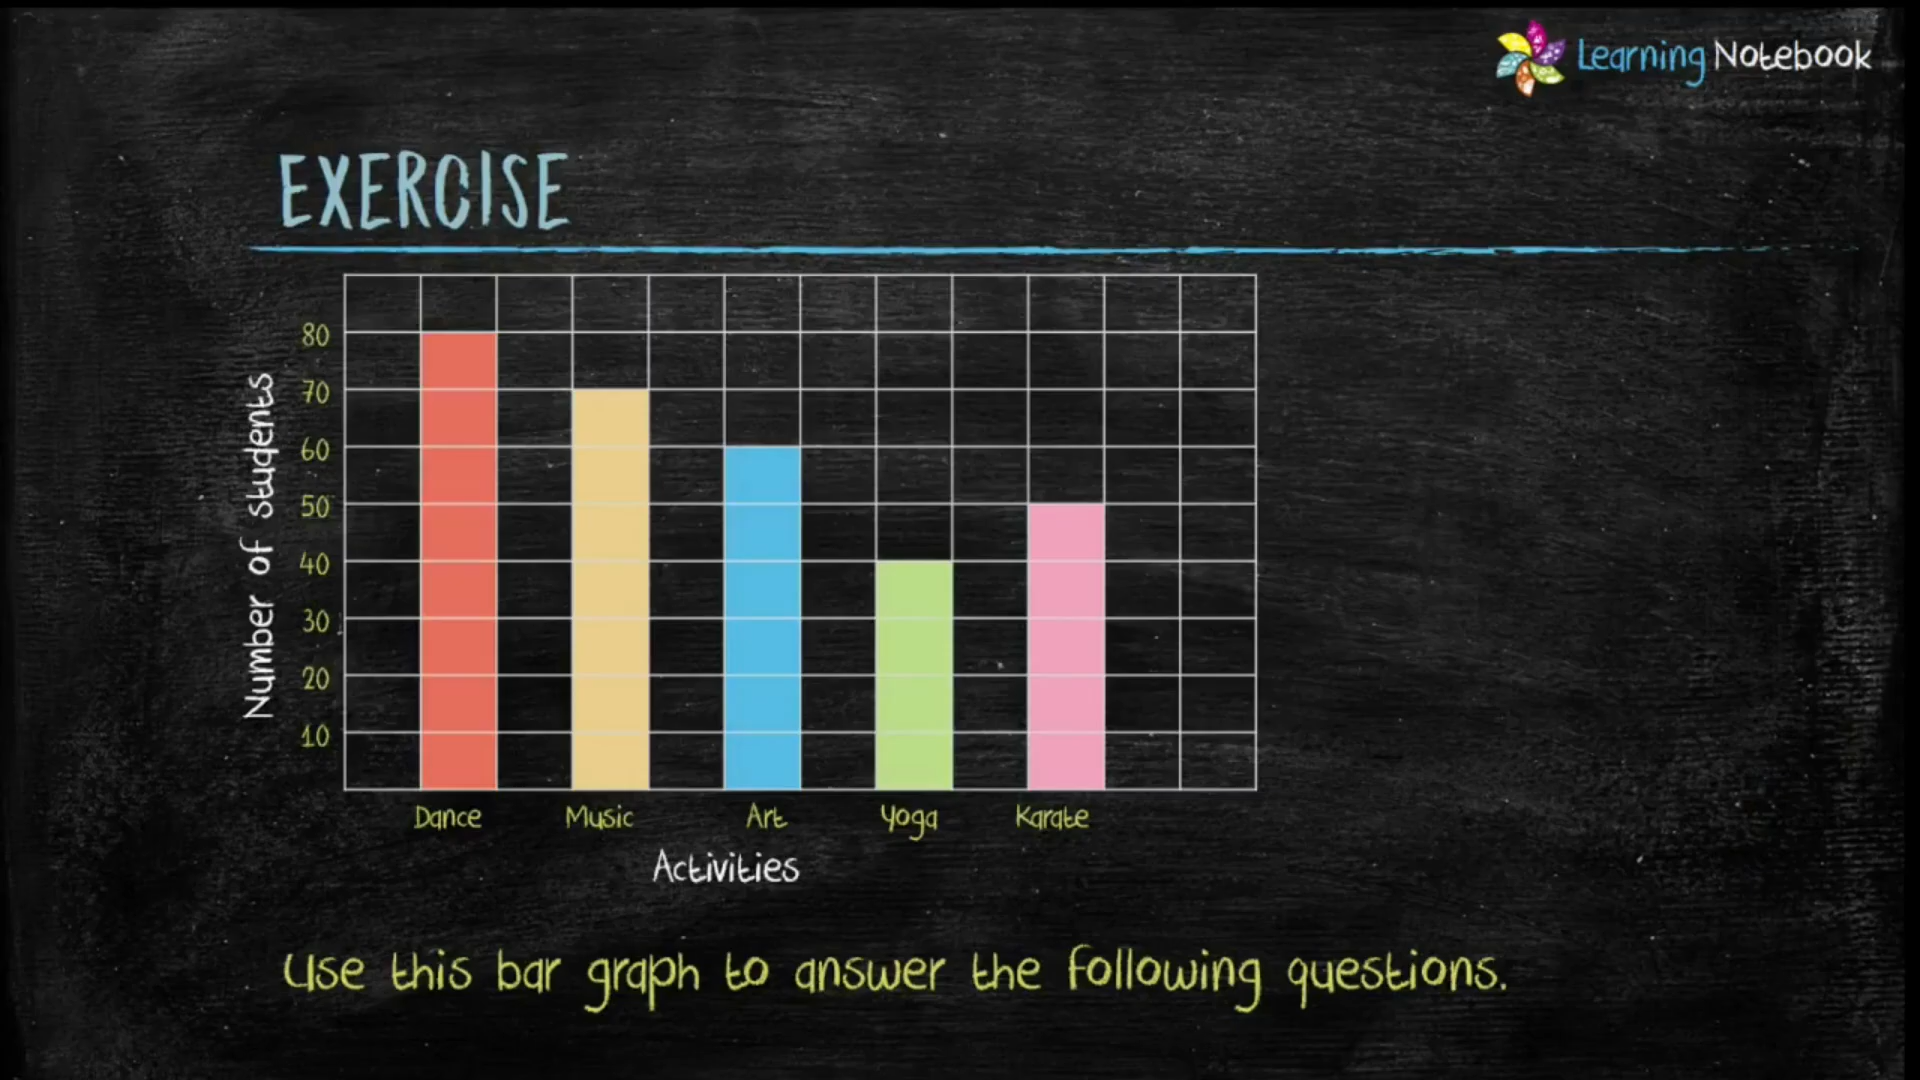 Learning Notebook
EXERCISE
Number of students
80
70
60
50
40
30
20
10
Dance Music Art Yoga Karate
Activities
Use this bar graph to answer the following questions.